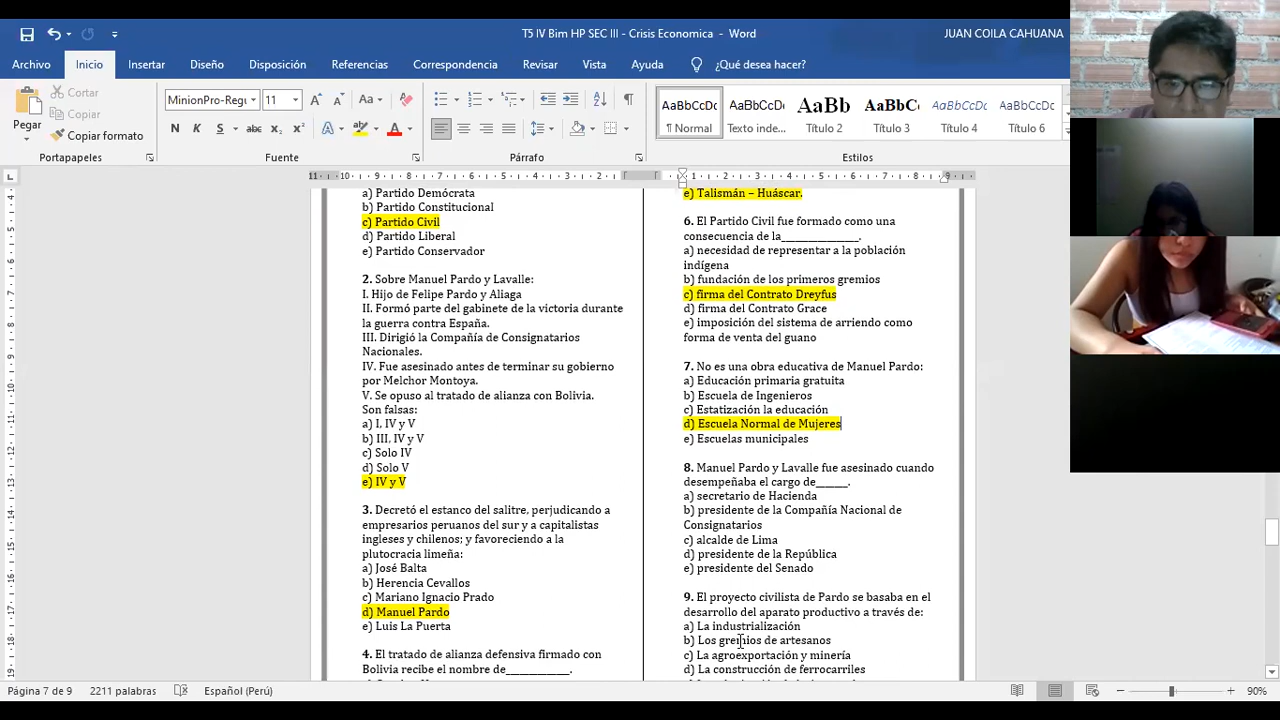 T5 IV Bim HP SEC III - Crisis Economica - Word
JUAN COILA CAHUANA
Archivo
Inicio
Insertar
Diseño
Disposición
Referencias
Correspondencia
Revisar
Vista
Ayuda
¿Qué desea hacer?
Pegar
Cortar
Copiar
Copiar formato
Portapapeles
MinionPro-Regu
11
Fuente
Párrafo
AaBbCcDc
¶ Normal
AaBbCcDc
Texto inde...
AaBb
Título 2
AaBbC
Título 3
AaBbCcD
Título 4
AaBbCcD
Título 6
Estilos
a) Partido Demócrata
b) Partido Constitucional
c) Partido Civil
d) Partido Liberal
e) Partido Conservador
2. Sobre Manuel Pardo y Lavalle:
I. Hijo de Felipe Pardo y Aliaga
II. Formó parte del gabinete de la victoria durante
la guerra contra España.
III. Dirigió la Compañía de Consignatarios
Nacionales.
IV. Fue asesinado antes de terminar su gobierno
por Melchor Montoya.
V. Se opuso al tratado de alianza con Bolivia.
Son falsas:
a) I, IV y V
b) III, IV y V
c) Solo IV
d) Solo V
e) IV y V
3. Decretó el estanco del salitre, perjudicando a
empresarios peruanos del sur y a capitalistas
ingleses y chilenos; y favoreciendo a la
plutocracia limeña:
a) José Balta
b) Herencia Cevallos
c) Mariano Ignacio Prado
d) Manuel Pardo
e) Luis La Puerta
4. El tratado de alianza defensiva firmado con
Bolivia recibe el nombre de____________.
e) Talismán – Huáscar.
6. El Partido Civil fue formado como una
consecuencia de la______________.
a) necesidad de representar a la población
indígena
b) fundación de los primeros gremios
c) firma del Contrato Dreyfus
d) firma del Contrato Grace
e) imposición del sistema de arriendo como
forma de venta del guano
7. No es una obra educativa de Manuel Pardo:
a) Educación primaria gratuita
b) Escuela de Ingenieros
c) Estatización la educación
d) Escuela Normal de Mujeres
e) Escuelas municipales
8. Manuel Pardo y Lavalle fue asesinado cuando
desempeñaba el cargo de______.
a) secretario de Hacienda
b) presidente de la Compañía Nacional de
Consignatarios
c) alcalde de Lima
d) presidente de la República
e) presidente del Senado
9. El proyecto civilista de Pardo se basaba en el
desarrollo del aparato productivo a través de:
a) La industrialización
b) Los gremios de artesanos
c) La agroexportación y minería
d) La construcción de ferrocarriles
Página 7 de 9
2211 palabras
Español (Perú)
90%